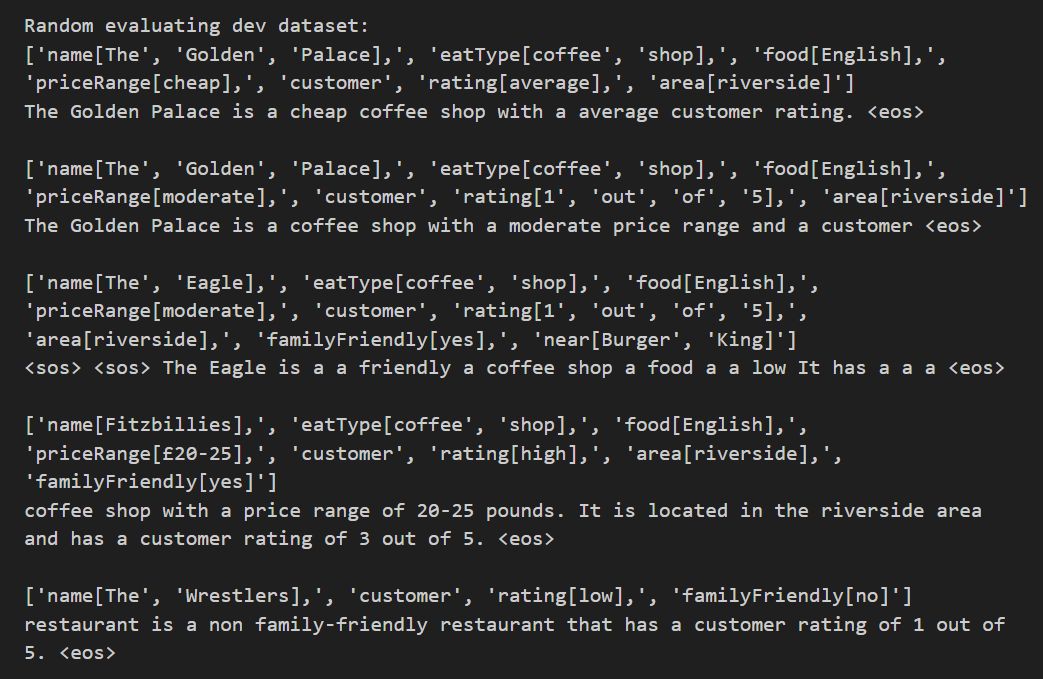 Random evaluating dev dataset:
['name[The', 'Golden', 'Palace],', 'eatType[coffee', 'shop],', 'food[English],',
'priceRange[cheap],', 'customer', 'rating[average],', 'area[riverside]']
The Golden Palace is a cheap coffee shop with a average customer rating. <eos>

['name[The', 'Golden', 'Palace],', 'eatType[coffee', 'shop],', 'food[English],',
'priceRange[moderate],', 'customer', 'rating[1', 'out', 'of', '5],', 'area[riverside]']
The Golden Palace is a coffee shop with a moderate price range and a customer <eos>

['name[The', 'Eagle],', 'eatType[coffee', 'shop],', 'food[English],',
'priceRange[moderate],', 'customer', 'rating[1', 'out', 'of', '5],',
'area[riverside],', 'familyFriendly[yes],', 'near[Burger', 'King]']
<sos> <sos> The Eagle is a a friendly a coffee shop a food a a low It has a a a <eos>

['name[Fitzbillies],', 'eatType[coffee', 'shop],', 'food[English],',
'priceRange[£20-25],', 'customer', 'rating[high],', 'area[riverside],',
'familyFriendly[yes]']
coffee shop with a price range of 20-25 pounds. It is located in the riverside area
and has a customer rating of 3 out of 5. <eos>

['name[The', 'Wrestlers],', 'customer', 'rating[low],', 'familyFriendly[no]']
restaurant is a non family-friendly restaurant that has a customer rating of 1 out of
5. <eos>